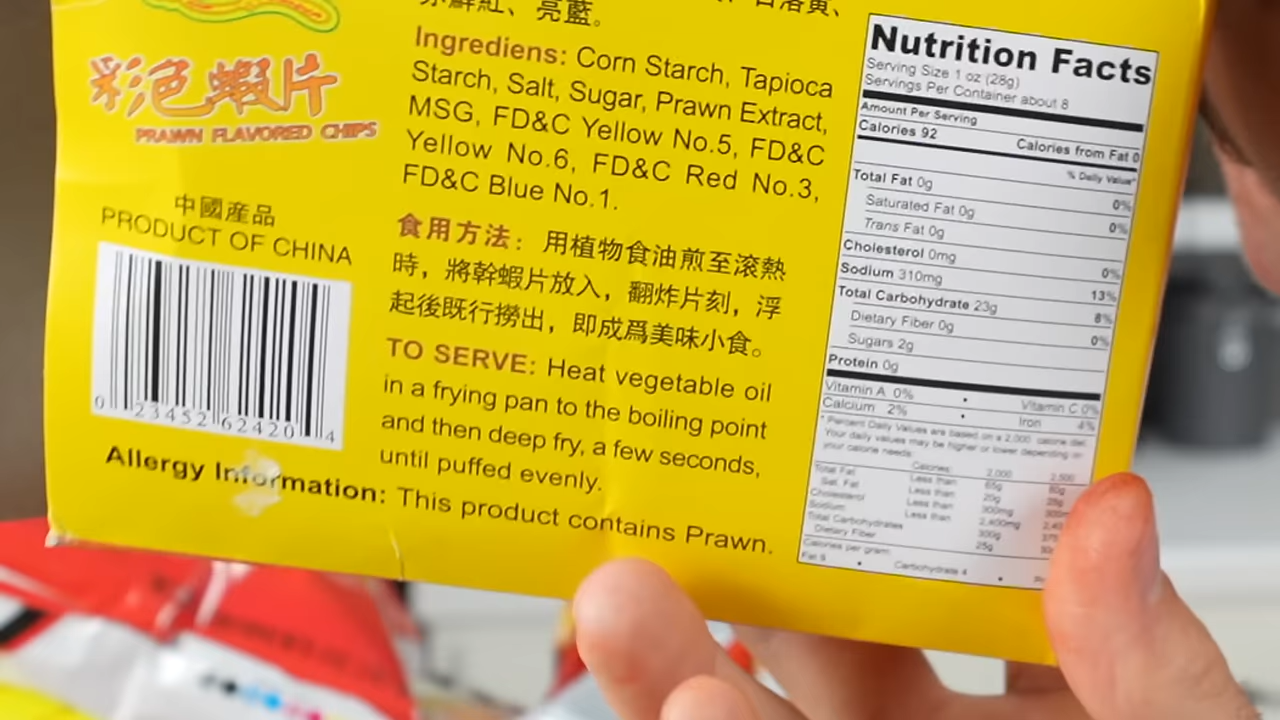 彩色蝦片
PRAWN FLAVORED CHIPS
中國產品
PRODUCT OF CHINA
0 23452 62420 4
鮮紅、亮藍。
Ingrediens: Corn Starch, Tapioca
Starch, Salt, Sugar, Prawn Extract,
MSG, FD&C Yellow No.5, FD&C
Yellow No.6, FD&C Red No.3,
FD&C Blue No.1.
食用方法：用植物食油煎至滚熱
時，將幹蝦片放入，翻炸片刻，浮
起後既行撈出，即成爲美味小食。
TO SERVE: Heat vegetable oil
in a frying pan to the boiling point
and then deep fry, a few seconds,
until puffed evenly.
Allergy Information: This product contains Prawn.
Nutrition Facts
Serving Size 1 oz (28g)
Servings Per Container about 8
Amount Per Serving
Calories 92 Calories from Fat 0
% Daily Value*
Total Fat 0g 0%
Saturated Fat 0g 0%
Trans Fat 0g
Cholesterol 0mg 0%
Sodium 310mg 13%
Total Carbohydrate 23g 8%
Dietary Fiber 0g 0%
Sugars 2g
Protein 0g
Vitamin A 0% • Vitamin C 0%
Calcium 2% • Iron 4%
* Percent Daily Values are based on a 2,000 calorie diet.
Your daily values may be higher or lower depending on
your calorie needs:
Calories: 2,000 2,500
Total Fat Less than 65g 80g
Sat. Fat Less than 20g 25g
Cholesterol Less than 300mg 300m
Sodium Less than 2,400mg 2,40
Total Carbohydrates 300g 375
Dietary Fiber 25g 30
Calories per gram:
Fat 9 • Carbohydrate 4 •